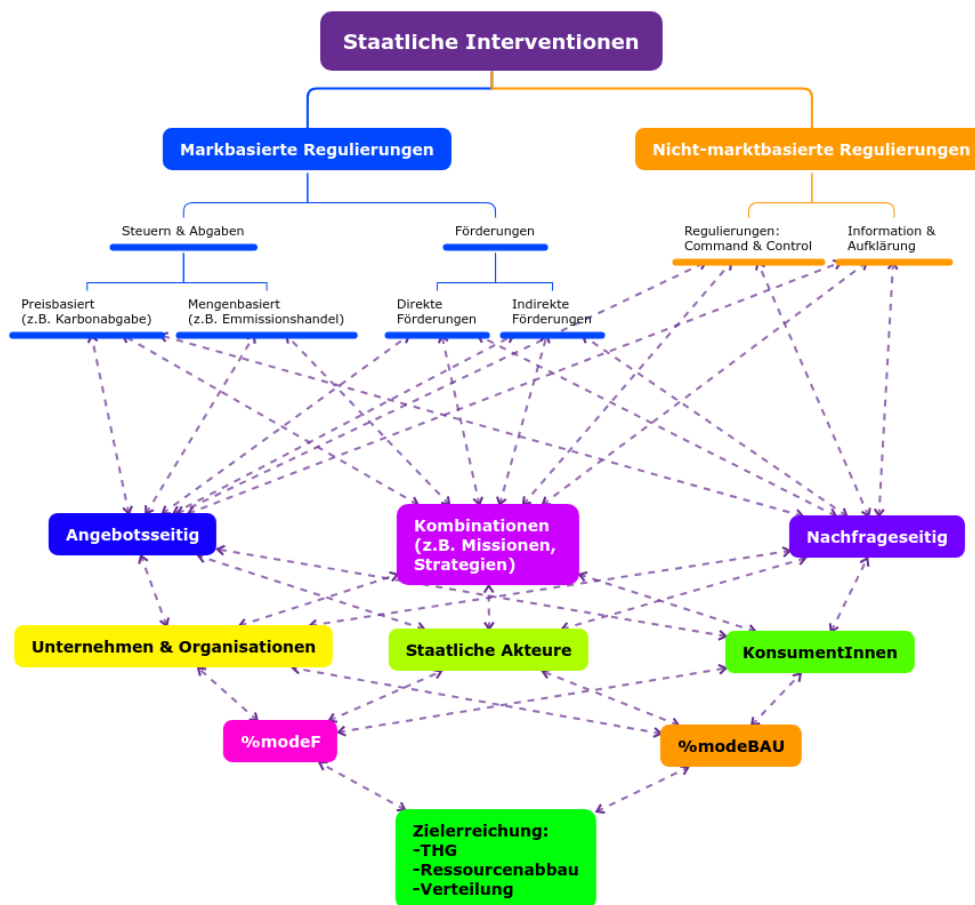 Staatliche Interventionen
Markbasierte Regulierungen
Nicht-marktbasierte Regulierungen
Steuern & Abgaben
Förderungen
Regulierungen:
Command & Control
Information &
Aufklärung
Preisbasiert
(z.B. Karbonabgabe)
Mengenbasiert
(z.B. Emmissionshandel)
Direkte
Förderungen
Indirekte
Förderungen
Angebotsseitig
Kombinationen
(z.B. Missionen,
Strategien)
Nachfrageseitig
Unternehmen & Organisationen
Staatliche Akteure
KonsumentInnen
%modeF
%modeBAU
Zielerreichung:
-THG
-Ressourcenabbau
-Verteilung